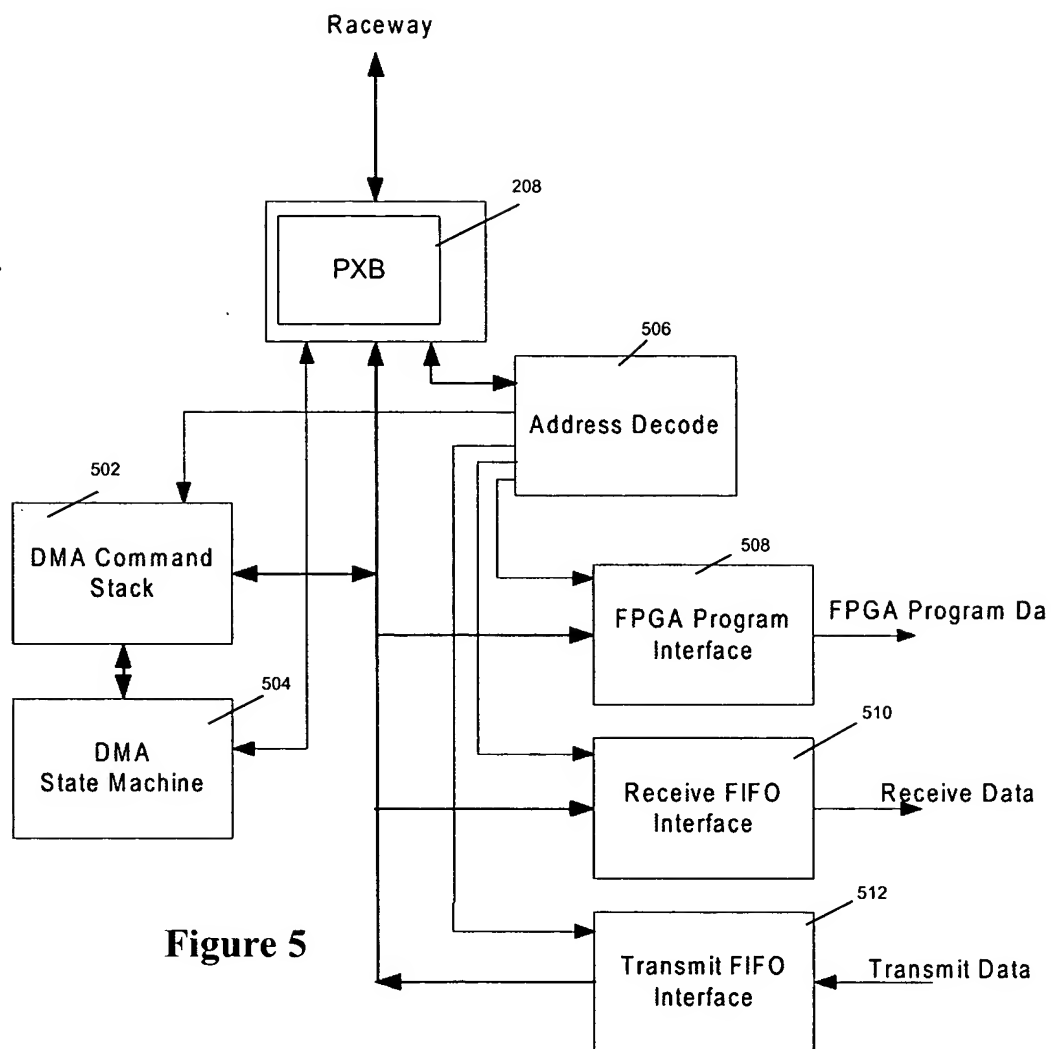 Raceway
208
PXB
506
Address Decode
502
DMA Command
Stack
508
FPGA Program
Interface
FPGA Program Da
504
DMA
State Machine
510
Receive FIFO
Interface
Receive Data
512
Transmit FIFO
Interface
Transmit Data
Figure 5